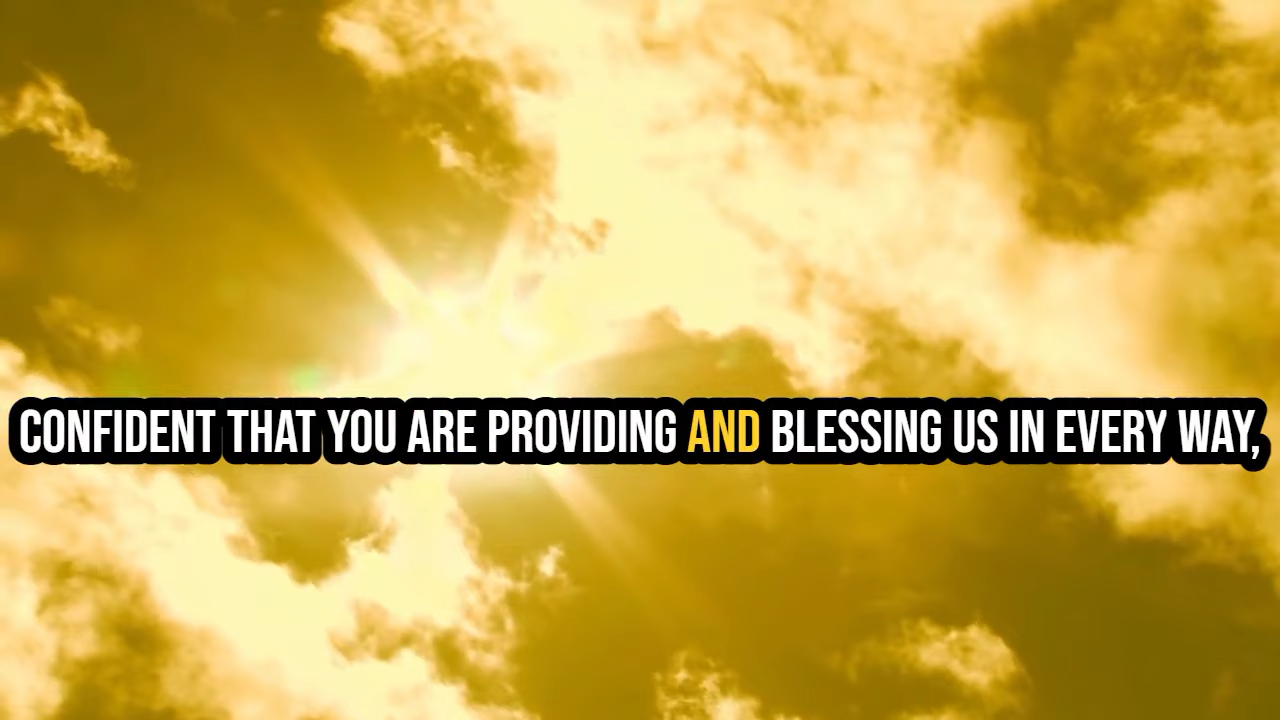 CONFIDENT THAT YOU ARE PROVIDING AND BLESSING US IN EVERY WAY,